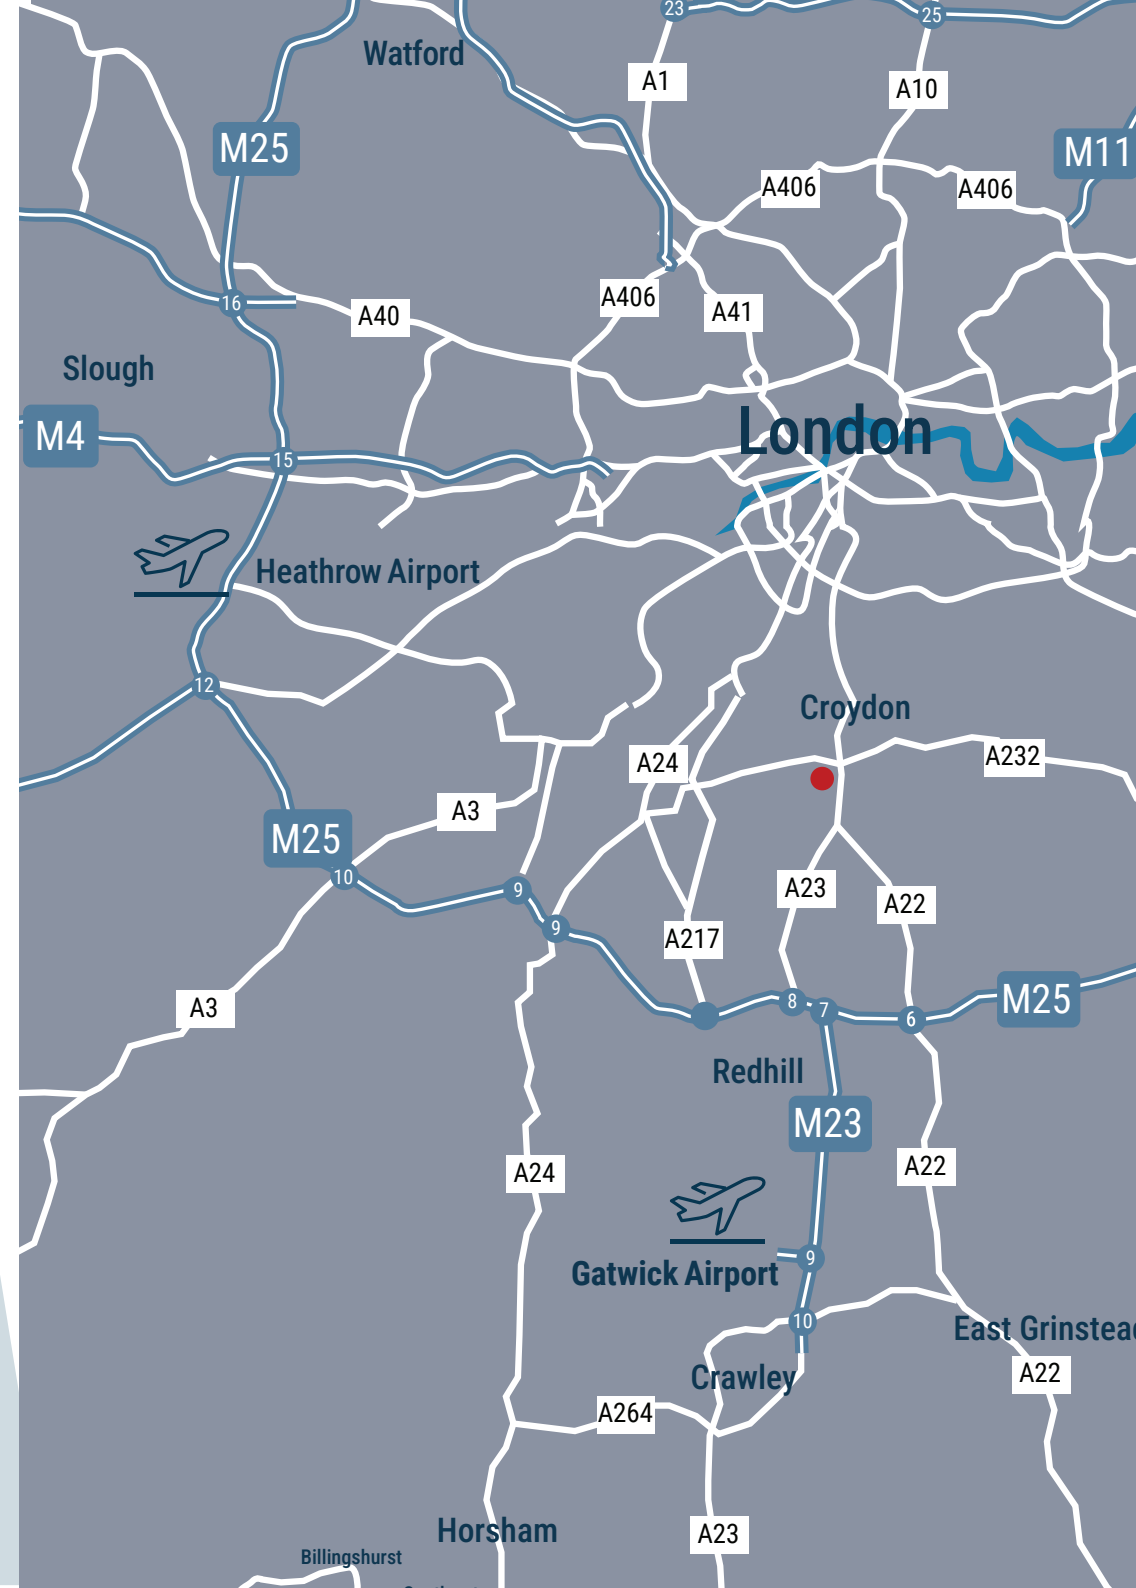 23
25
Watford
A1
A10
M25
M11
A406
A406
A406
A41
16
A40
Slough
London
M4
15
Heathrow Airport
12
Croydon
A24
A232
A3
M25
10
9
A23
A22
9
A217
A3
8
7
6
M25
Redhill
M23
A24
A22
9
Gatwick Airport
10
East Grinstead
A22
Crawley
A264
Horsham
A23
Billingshurst